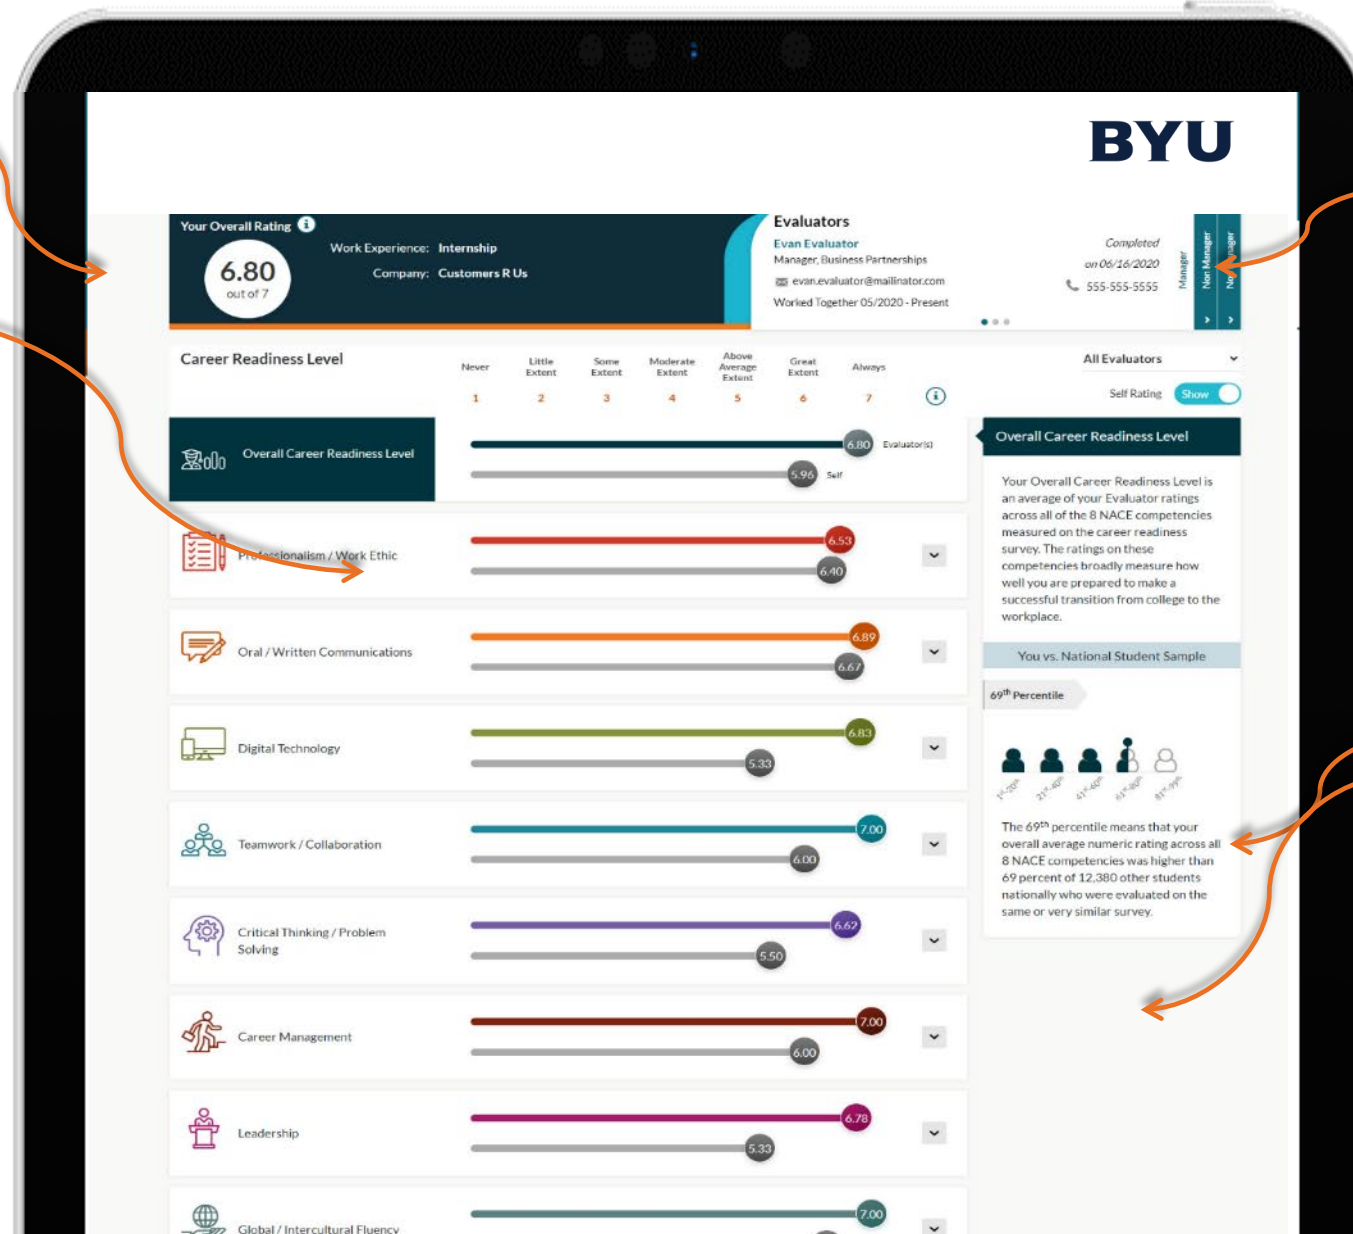 BYU
Your Overall Rating i
6.80
out of 7
Work Experience: Internship
Company: Customers R Us
Evaluators
Evan Evaluator
Manager, Business Partnerships
evan.evaluator@mailinator.com
Worked Together 05/2020 - Present
Completed
on 06/16/2020
555-555-5555
Manager
Non Manager
Career Readiness Level
Never
Little
Extent
Some
Extent
Moderate
Extent
Above
Average
Extent
Great
Extent
Always
1 2 3 4 5 6 7 i
All Evaluators
Self Rating Show
Overall Career Readiness Level
6.80 Evaluator(s)
5.96 Self
Professionalism / Work Ethic
6.53
6.40
Oral / Written Communications
6.89
6.67
Digital Technology
6.83
5.33
Teamwork / Collaboration
7.00
6.00
Critical Thinking / Problem
Solving
6.62
5.50
Career Management
7.00
6.00
Leadership
6.78
5.33
Global / Intercultural Fluency
7.00
Overall Career Readiness Level
Your Overall Career Readiness Level is
an average of your Evaluator ratings
across all of the 8 NACE competencies
measured on the career readiness
survey. The ratings on these
competencies broadly measure how
well you are prepared to make a
successful transition from college to the
workplace.
You vs. National Student Sample
69th Percentile
1st-20th
21st-40th
41st-60th
61st-80th
81st-99th
The 69th percentile means that your
overall average numeric rating across all
8 NACE competencies was higher than
69 percent of 12,380 other students
nationally who were evaluated on the
same or very similar survey.